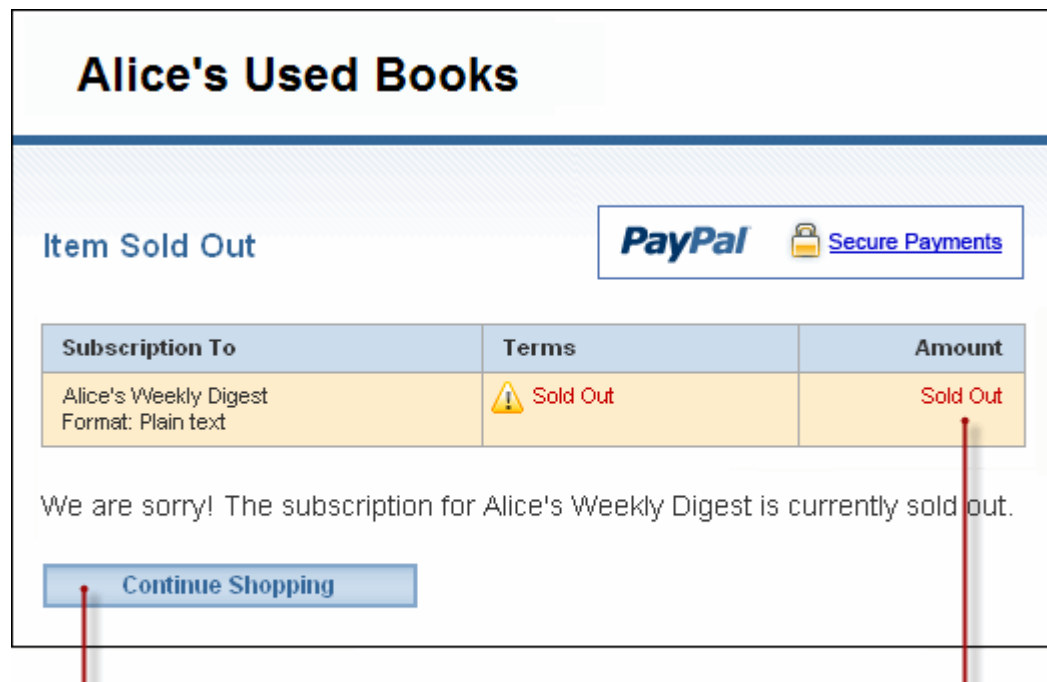 Alice's Used Books
Item Sold Out
PayPal Secure Payments
Subscription To Terms Amount
Alice's Weekly Digest Sold Out Sold Out
Format: Plain text
We are sorry! The subscription for Alice's Weekly Digest is currently sold out.
Continue Shopping